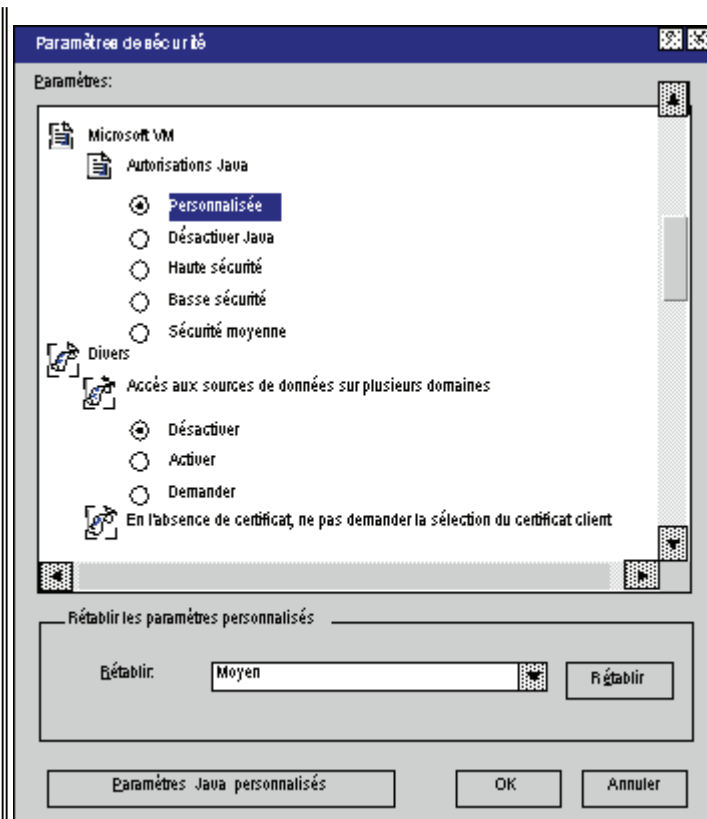 Paramètres de sécurité
Paramètres:
Microsoft VM
Autorisations Java
Personnalisée
Désactiver Java
Haute sécurité
Basse sécurité
Sécurité moyenne
Divers
Accès aux sources de données sur plusieurs domaines
Désactiver
Activer
Demander
En l'absence de certificat, ne pas demander la sélection du certificat client
Rétablir les paramètres personnalisés
Rétablir: Moyen Rétablir
Paramètres Java personnalisés OK Annuler